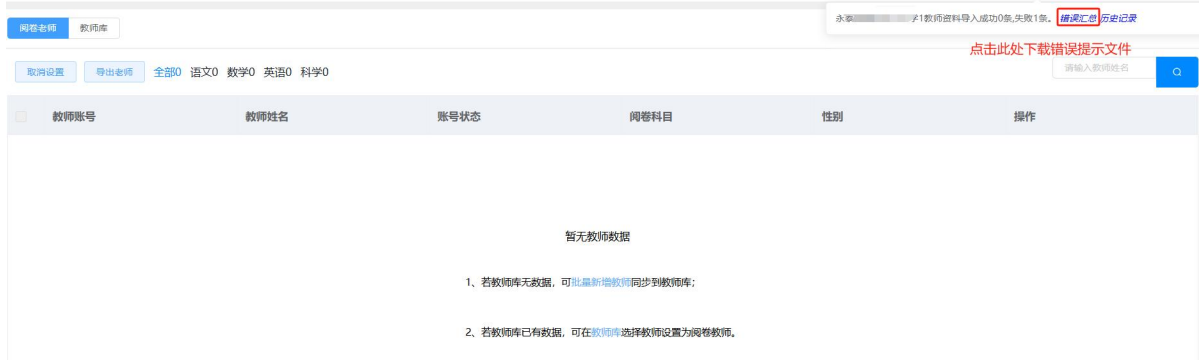 阅卷老师 教师库
永泰 学1教师资料导入成功0条,失败1条。 错误汇总 历史记录
点击此处下载错误提示文件
取消设置 导出老师 全部0 语文0 数学0 英语0 科学0 请输入教师姓名
教师账号 教师姓名 账号状态 阅卷科目 性别 操作
暂无教师数据
1、若教师库无数据，可批量新增教师同步到教师库；
2、若教师库已有数据，可在教师库选择教师设置为阅卷教师。